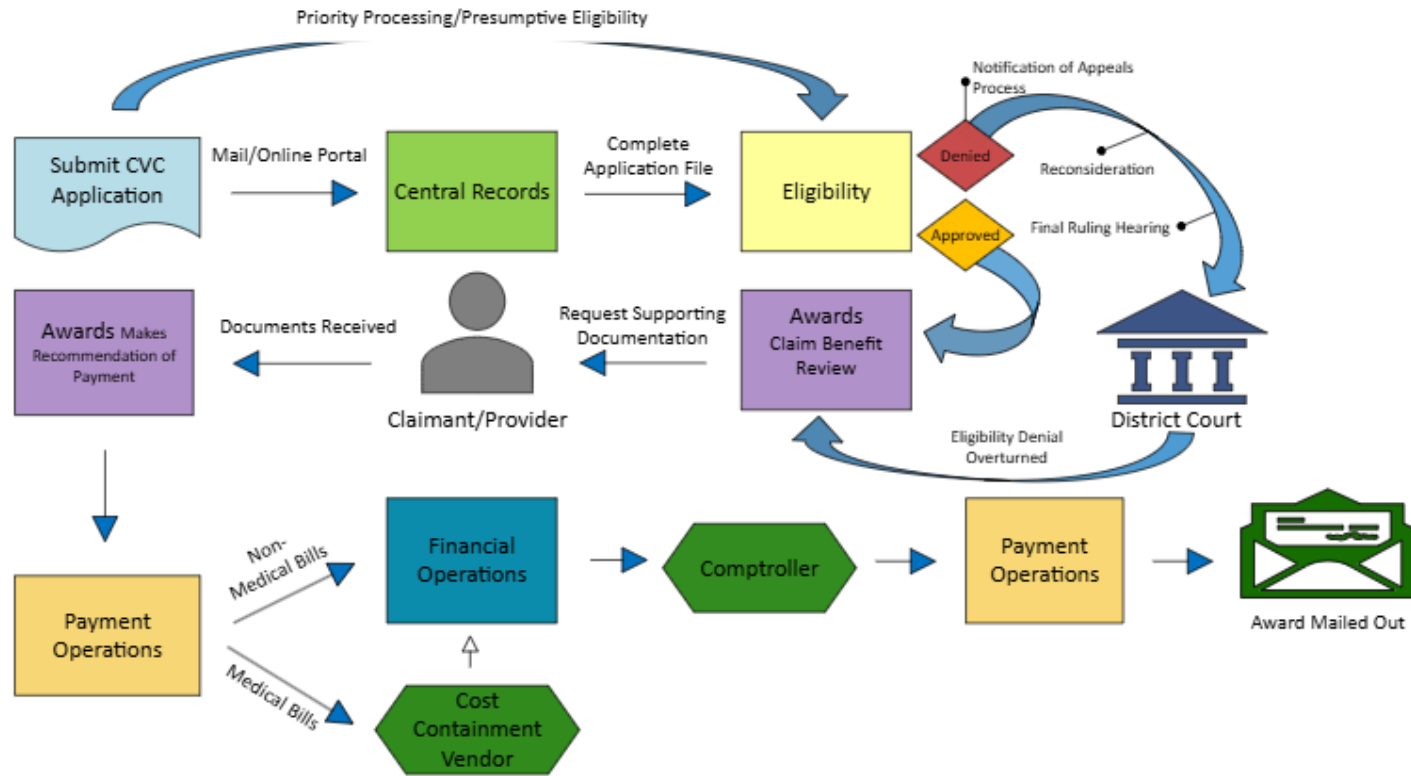 Priority Processing/Presumptive Eligibility
Notification of Appeals
Process
Submit CVC
Application
Mail/Online Portal
Central Records
Complete
Application File
Eligibility
Denied
Reconsideration
Approved
Final Ruling Hearing
Awards Makes
Recommendation of
Payment
Documents Received
Claimant/Provider
Request Supporting
Documentation
Awards
Claim Benefit
Review
District Court
Eligibility Denial
Overturned
Payment
Operations
Non-
Medical Bills
Medical Bills
Financial
Operations
Cost
Containment
Vendor
Comptroller
Payment
Operations
Award Mailed Out